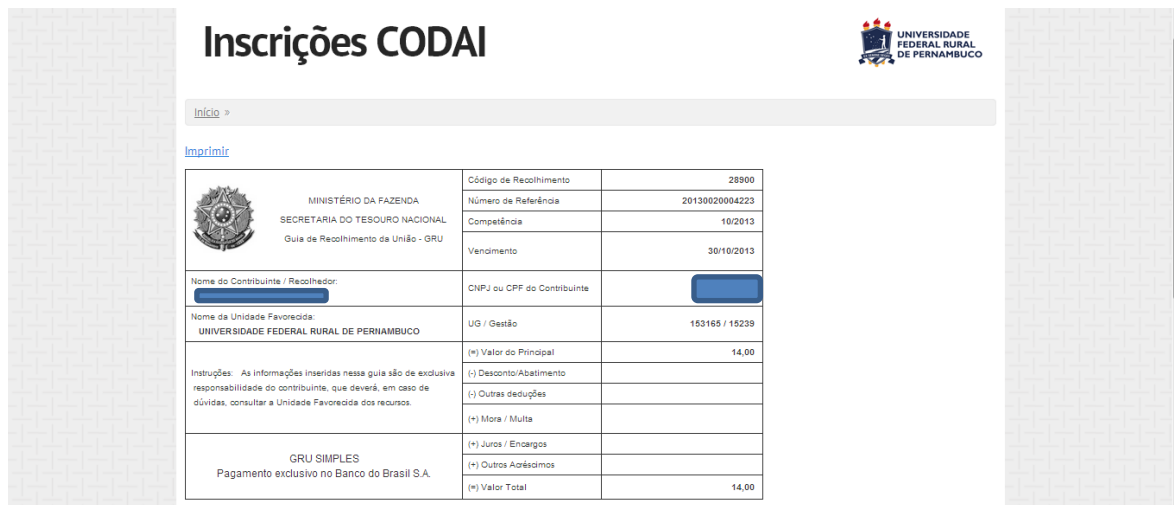 Inscrições CODAI
UNIVERSIDADE
FEDERAL RURAL
DE PERNAMBUCO
Início »
Imprimir
MINISTÉRIO DA FAZENDA
SECRETARIA DO TESOURO NACIONAL
Guia de Recolhimento da União - GRU
Código de Recolhimento 28900
Número de Referência 20130020004223
Competência 10/2013
Vencimento 30/10/2013
Nome do Contribuinte / Recolhedor:
CNPJ ou CPF do Contribuinte
Nome da Unidade Favorecida:
UNIVERSIDADE FEDERAL RURAL DE PERNAMBUCO
UG / Gestão 153165 / 15239
Instruções: As informações inseridas nessa guia são de exclusiva
responsabilidade do contribuinte, que deverá, em caso de
dúvidas, consultar a Unidade Favorecida dos recursos.
(=) Valor do Principal 14,00
(-) Desconto/Abatimento
(-) Outras deduções
(+) Mora / Multa
GRU SIMPLES
Pagamento exclusivo no Banco do Brasil S.A.
(+) Juros / Encargos
(+) Outros Acréscimos
(=) Valor Total 14,00